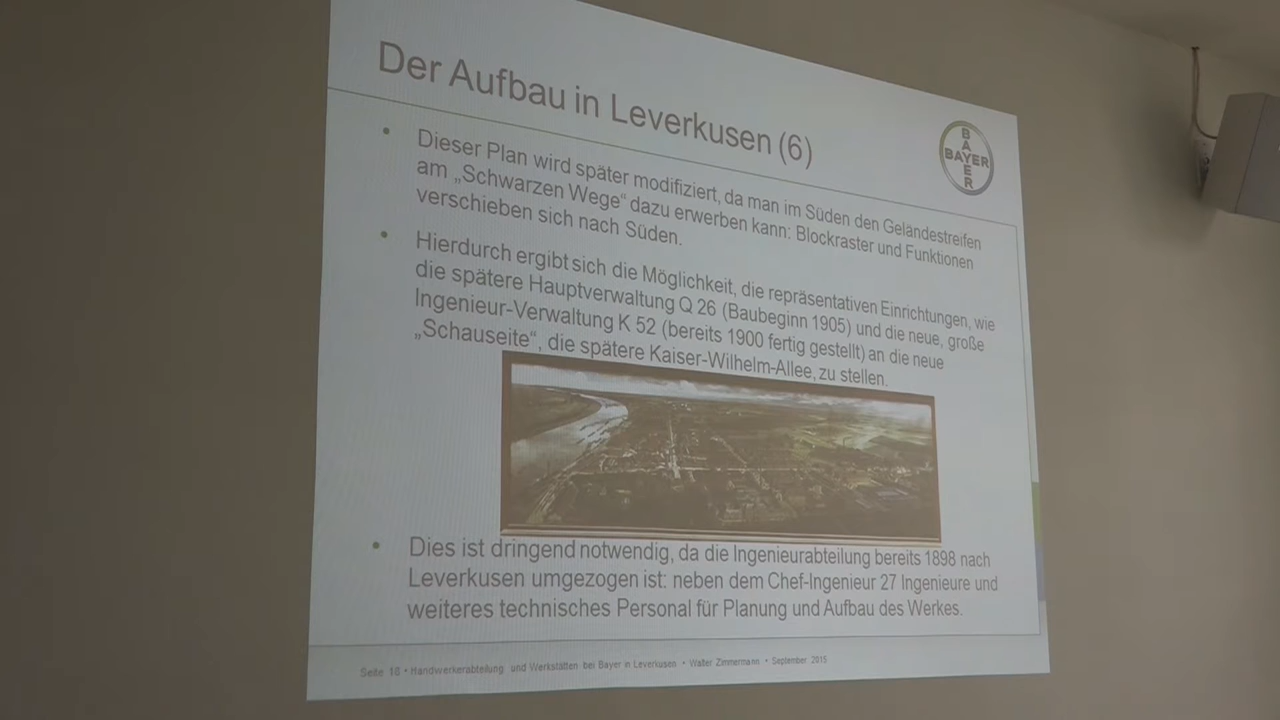 Der Aufbau in Leverkusen (6)
BAYER
BAYER
• Dieser Plan wird später modifiziert, da man im Süden den Geländestreifen
am „Schwarzen Wege“ dazu erwerben kann: Blockraster und Funktionen
verschieben sich nach Süden.
• Hierdurch ergibt sich die Möglichkeit, die repräsentativen Einrichtungen, wie
die spätere Hauptverwaltung Q 26 (Baubeginn 1905) und die neue, große
Ingenieur-Verwaltung K 52 (bereits 1900 fertig gestellt) an die neue
„Schauseite“, die spätere Kaiser-Wilhelm-Allee, zu stellen.
• Dies ist dringend notwendig, da die Ingenieurabteilung bereits 1898 nach
Leverkusen umgezogen ist: neben dem Chef-Ingenieur 27 Ingenieure und
weiteres technisches Personal für Planung und Aufbau des Werkes.
Seite 16 • Handwerkerabteilung und Werkstätten bei Bayer in Leverkusen • Walter Zimmermann • September 2015